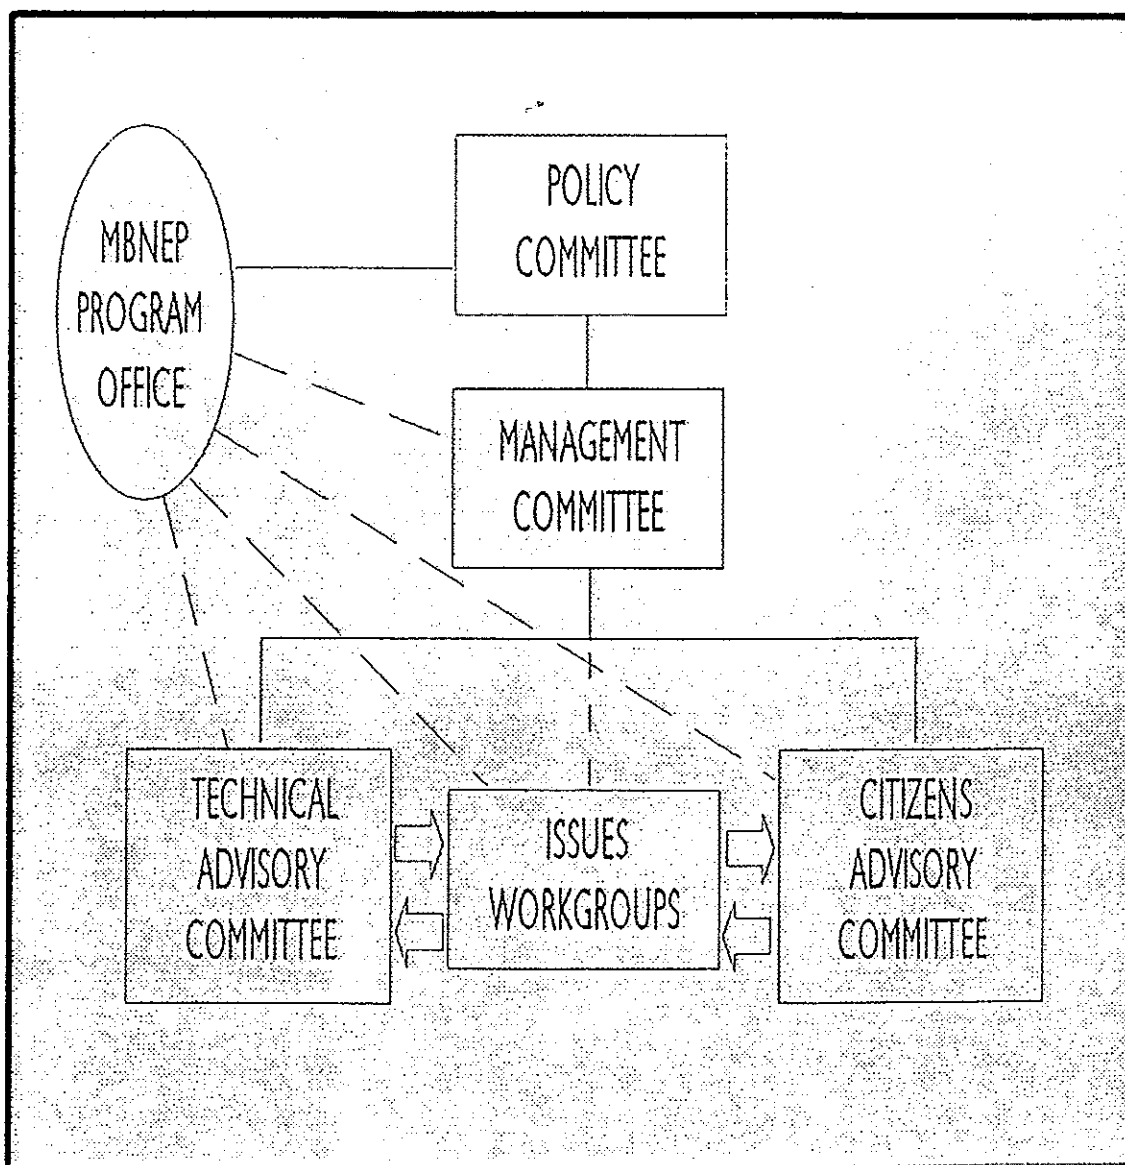 MBNEP
PROGRAM
OFFICE
POLICY
COMMITTEE
MANAGEMENT
COMMITTEE
TECHNICAL
ADVISORY
COMMITTEE
ISSUES
WORKGROUPS
CITIZENS
ADVISORY
COMMITTEE